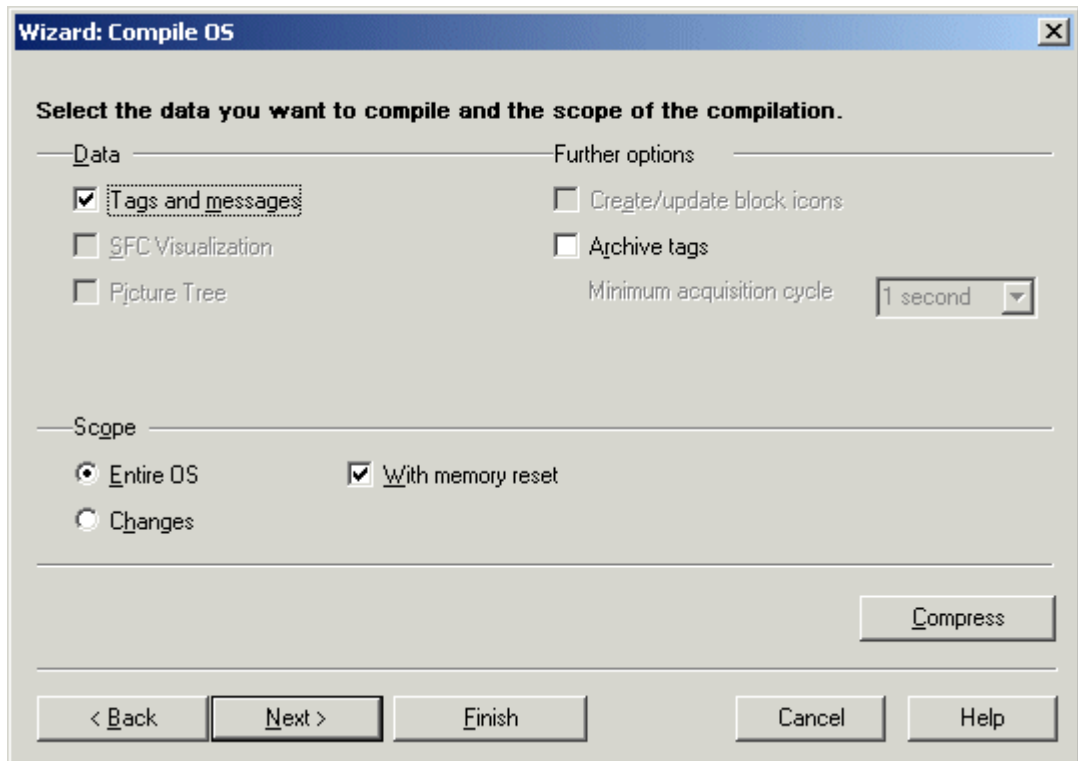 Wizard: Compile OS
Select the data you want to compile and the scope of the compilation.
Data
Further options
Tags and messages
Create/update block icons
SFC Visualization
Archive tags
Picture Tree
Minimum acquisition cycle
1 second
Scope
Entire OS
With memory reset
Changes
Compress
< Back
Next >
Finish
Cancel
Help